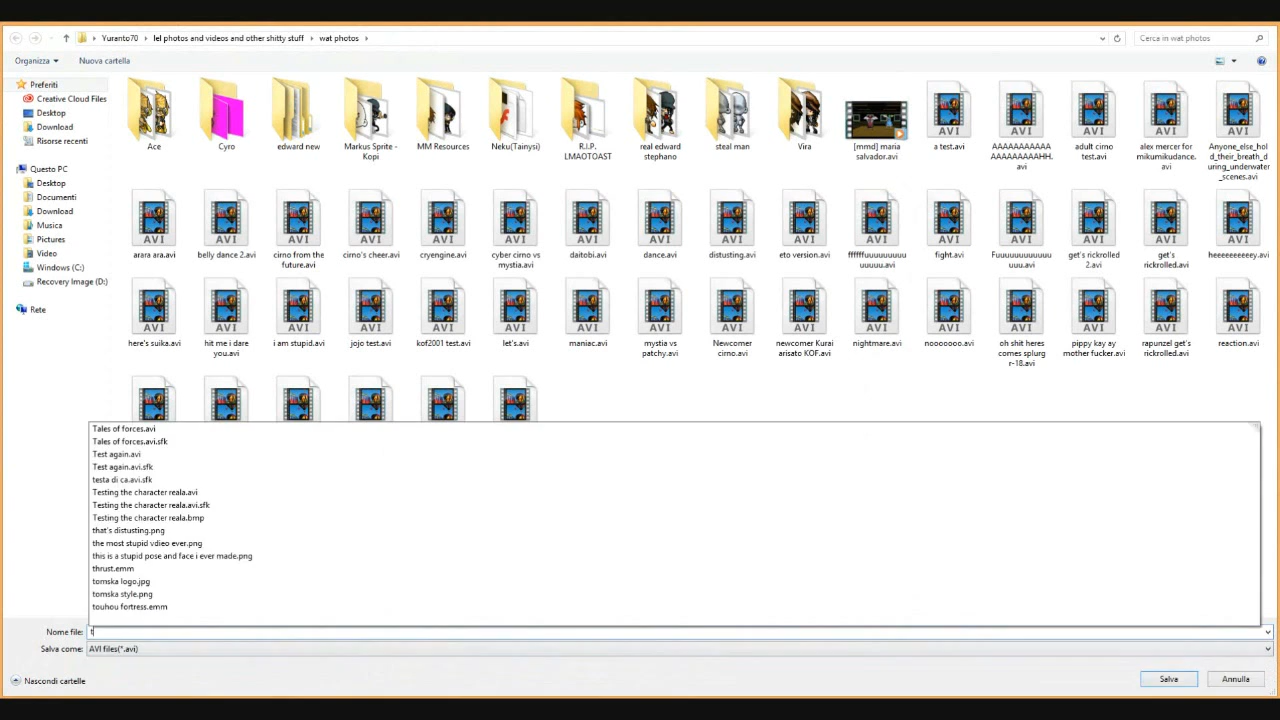 Yuranto70 > lel photos and videos and other shitty stuff > wat photos >
Cerca in wat photos
Organizza
Nuova cartella
Preferiti
Creative Cloud Files
Desktop
Download
Risorse recenti
Questo PC
Desktop
Documenti
Download
Musica
Pictures
Video
Windows (C:)
Recovery Image (D:)
Rete
Ace
Cyro
edward new
Markus Sprite -
Kopi
MM Resources
Neku(Tainysi)
R.I.P.
LMAOTOAST
real edward
stephano
steal man
Vira
[mmd] maria
salvador.avi
a test.avi
AAAAAAAAAAA
AAAAAAAAAHH.
avi
adult cirno
test.avi
alex mercer for
mikumikudance.
avi
Anyone_else_hol
d_their_breath_d
uring_underwater
_scenes.avi
arara ara.avi
belly dance 2.avi
cirno from the
future.avi
cirno's cheer.avi
cryengine.avi
cyber cirno vs
mystia.avi
daitobi.avi
dance.avi
distusting.avi
eto version.avi
ffffffuuuuuuuuu
uuuuu.avi
fight.avi
Fuuuuuuuuuuuu
uuu.avi
get's rickrolled
2.avi
get's
rickrolled.avi
heeeeeeeeey.avi
here's suika.avi
hit me i dare
you.avi
i am stupid.avi
jojo test.avi
kof2001 test.avi
let's.avi
maniac.avi
mystia vs
patchy.avi
Newcomer
cirno.avi
newcomer Kurai
arisato KOF.avi
nightmare.avi
nooooooo.avi
oh shit heres
comes splurg
r-18.avi
pippy kay ay
mother fucker.avi
rapunzel get's
rickrolled.avi
reaction.avi
Tales of forces.avi
Tales of forces.avi.sfk
Test again.avi
Test again.avi.sfk
testa di ca.avi.sfk
Testing the character reala.avi
Testing the character reala.avi.sfk
Testing the character reala.bmp
that's distusting.png
the most stupid vdieo ever.png
this is a stupid pose and face i ever made.png
thrust.emm
tomska logo.jpg
tomska style.png
touhou fortress.emm
Nome file: t
Salva come: AVI files(*.avi)
Nascondi cartelle
Salva
Annulla